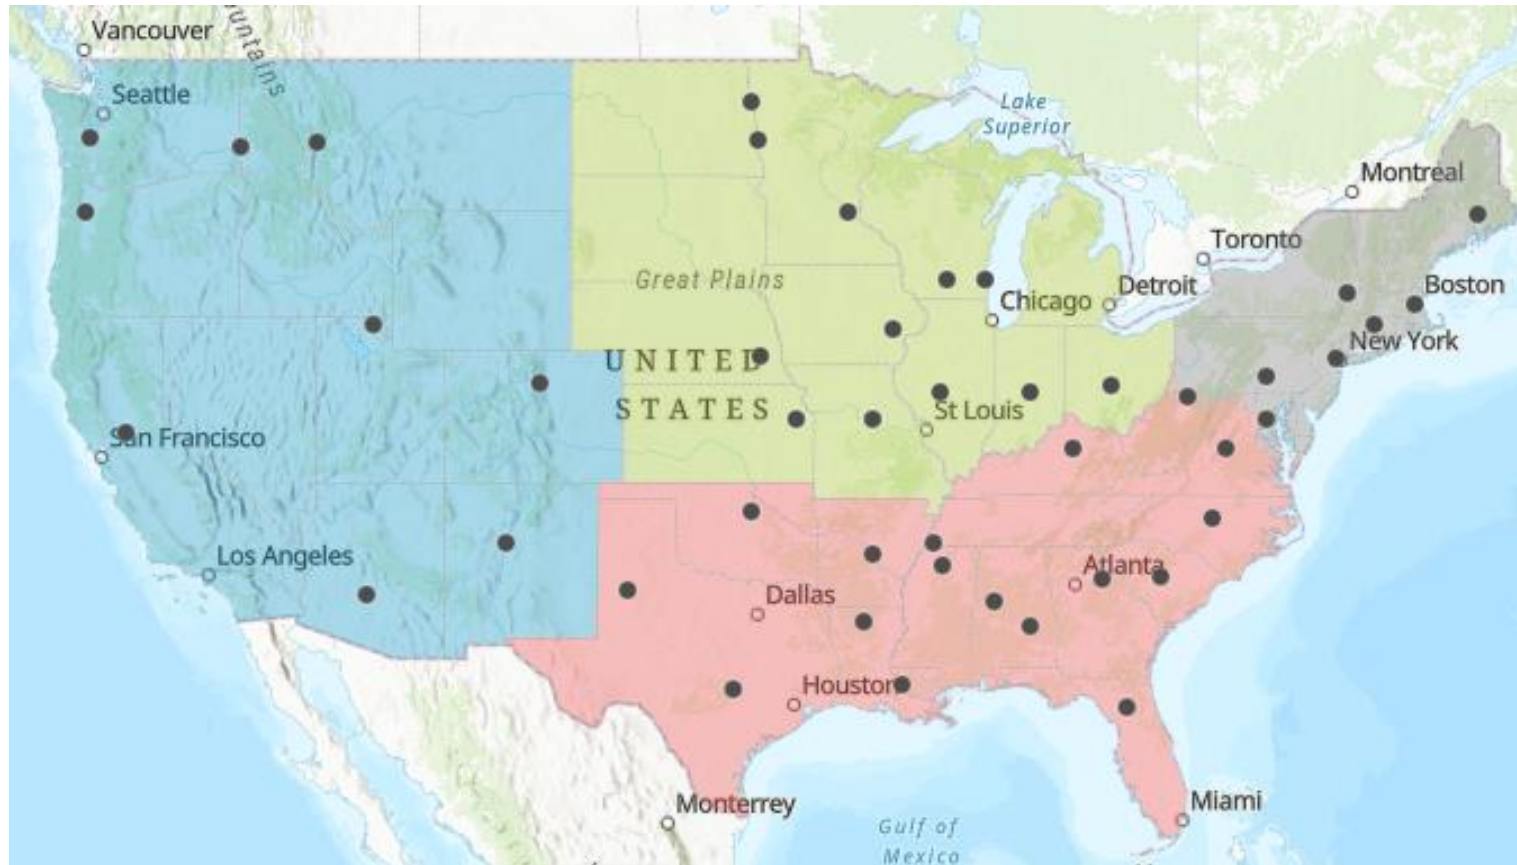 Vancouver
untains
Seattle
Lake
Superior
Montreal
Toronto
Great Plains
Chicago
Detroit
Boston
New York
UNITED
STATES
St Louis
San Francisco
Los Angeles
Atlanta
Dallas
Houston
Monterrey
Miami
Gulf of
Mexico